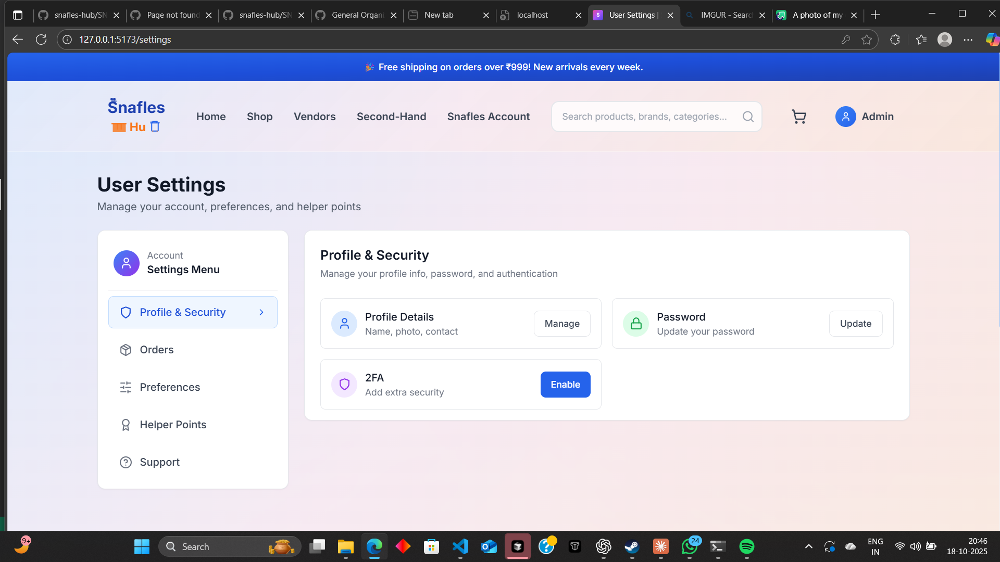 snafles-hub/SN
Page not found
snafles-hub/SN
General Organi
New tab
localhost
User Settings |
IMGUR - Searc
A photo of my
127.0.0.1:5173/settings
🎉 Free shipping on orders over ₹999! New arrivals every week.
Snafles
Hu
Home
Shop
Vendors
Second-Hand
Snafles Account
Search products, brands, categories...
Admin
User Settings
Manage your account, preferences, and helper points
Account
Settings Menu
Profile & Security
Orders
Preferences
Helper Points
Support
Profile & Security
Manage your profile info, password, and authentication
Profile Details
Name, photo, contact
Manage
Password
Update your password
Update
2FA
Add extra security
Enable
9+
Search
24
ENG
IN
20:46
18-10-2025